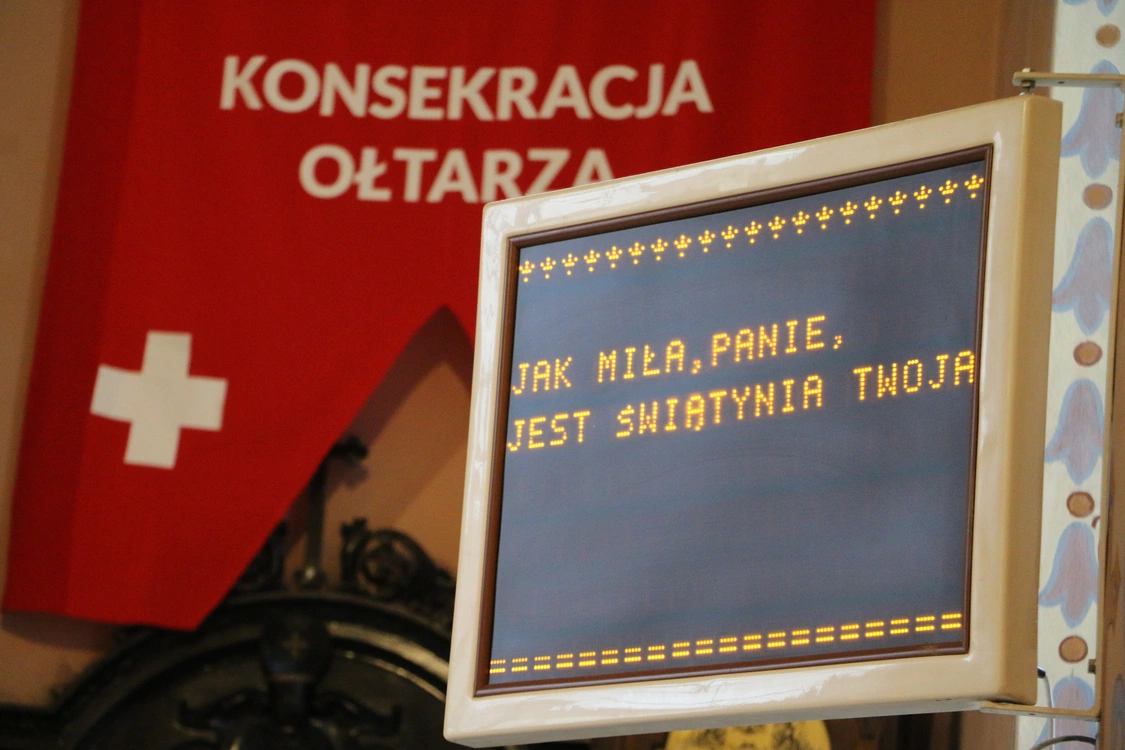 KONSEKRACJA
OŁTARZA
JAK MIŁA,PANIE,
JEST ŚWIĄTYNIA TWOJA